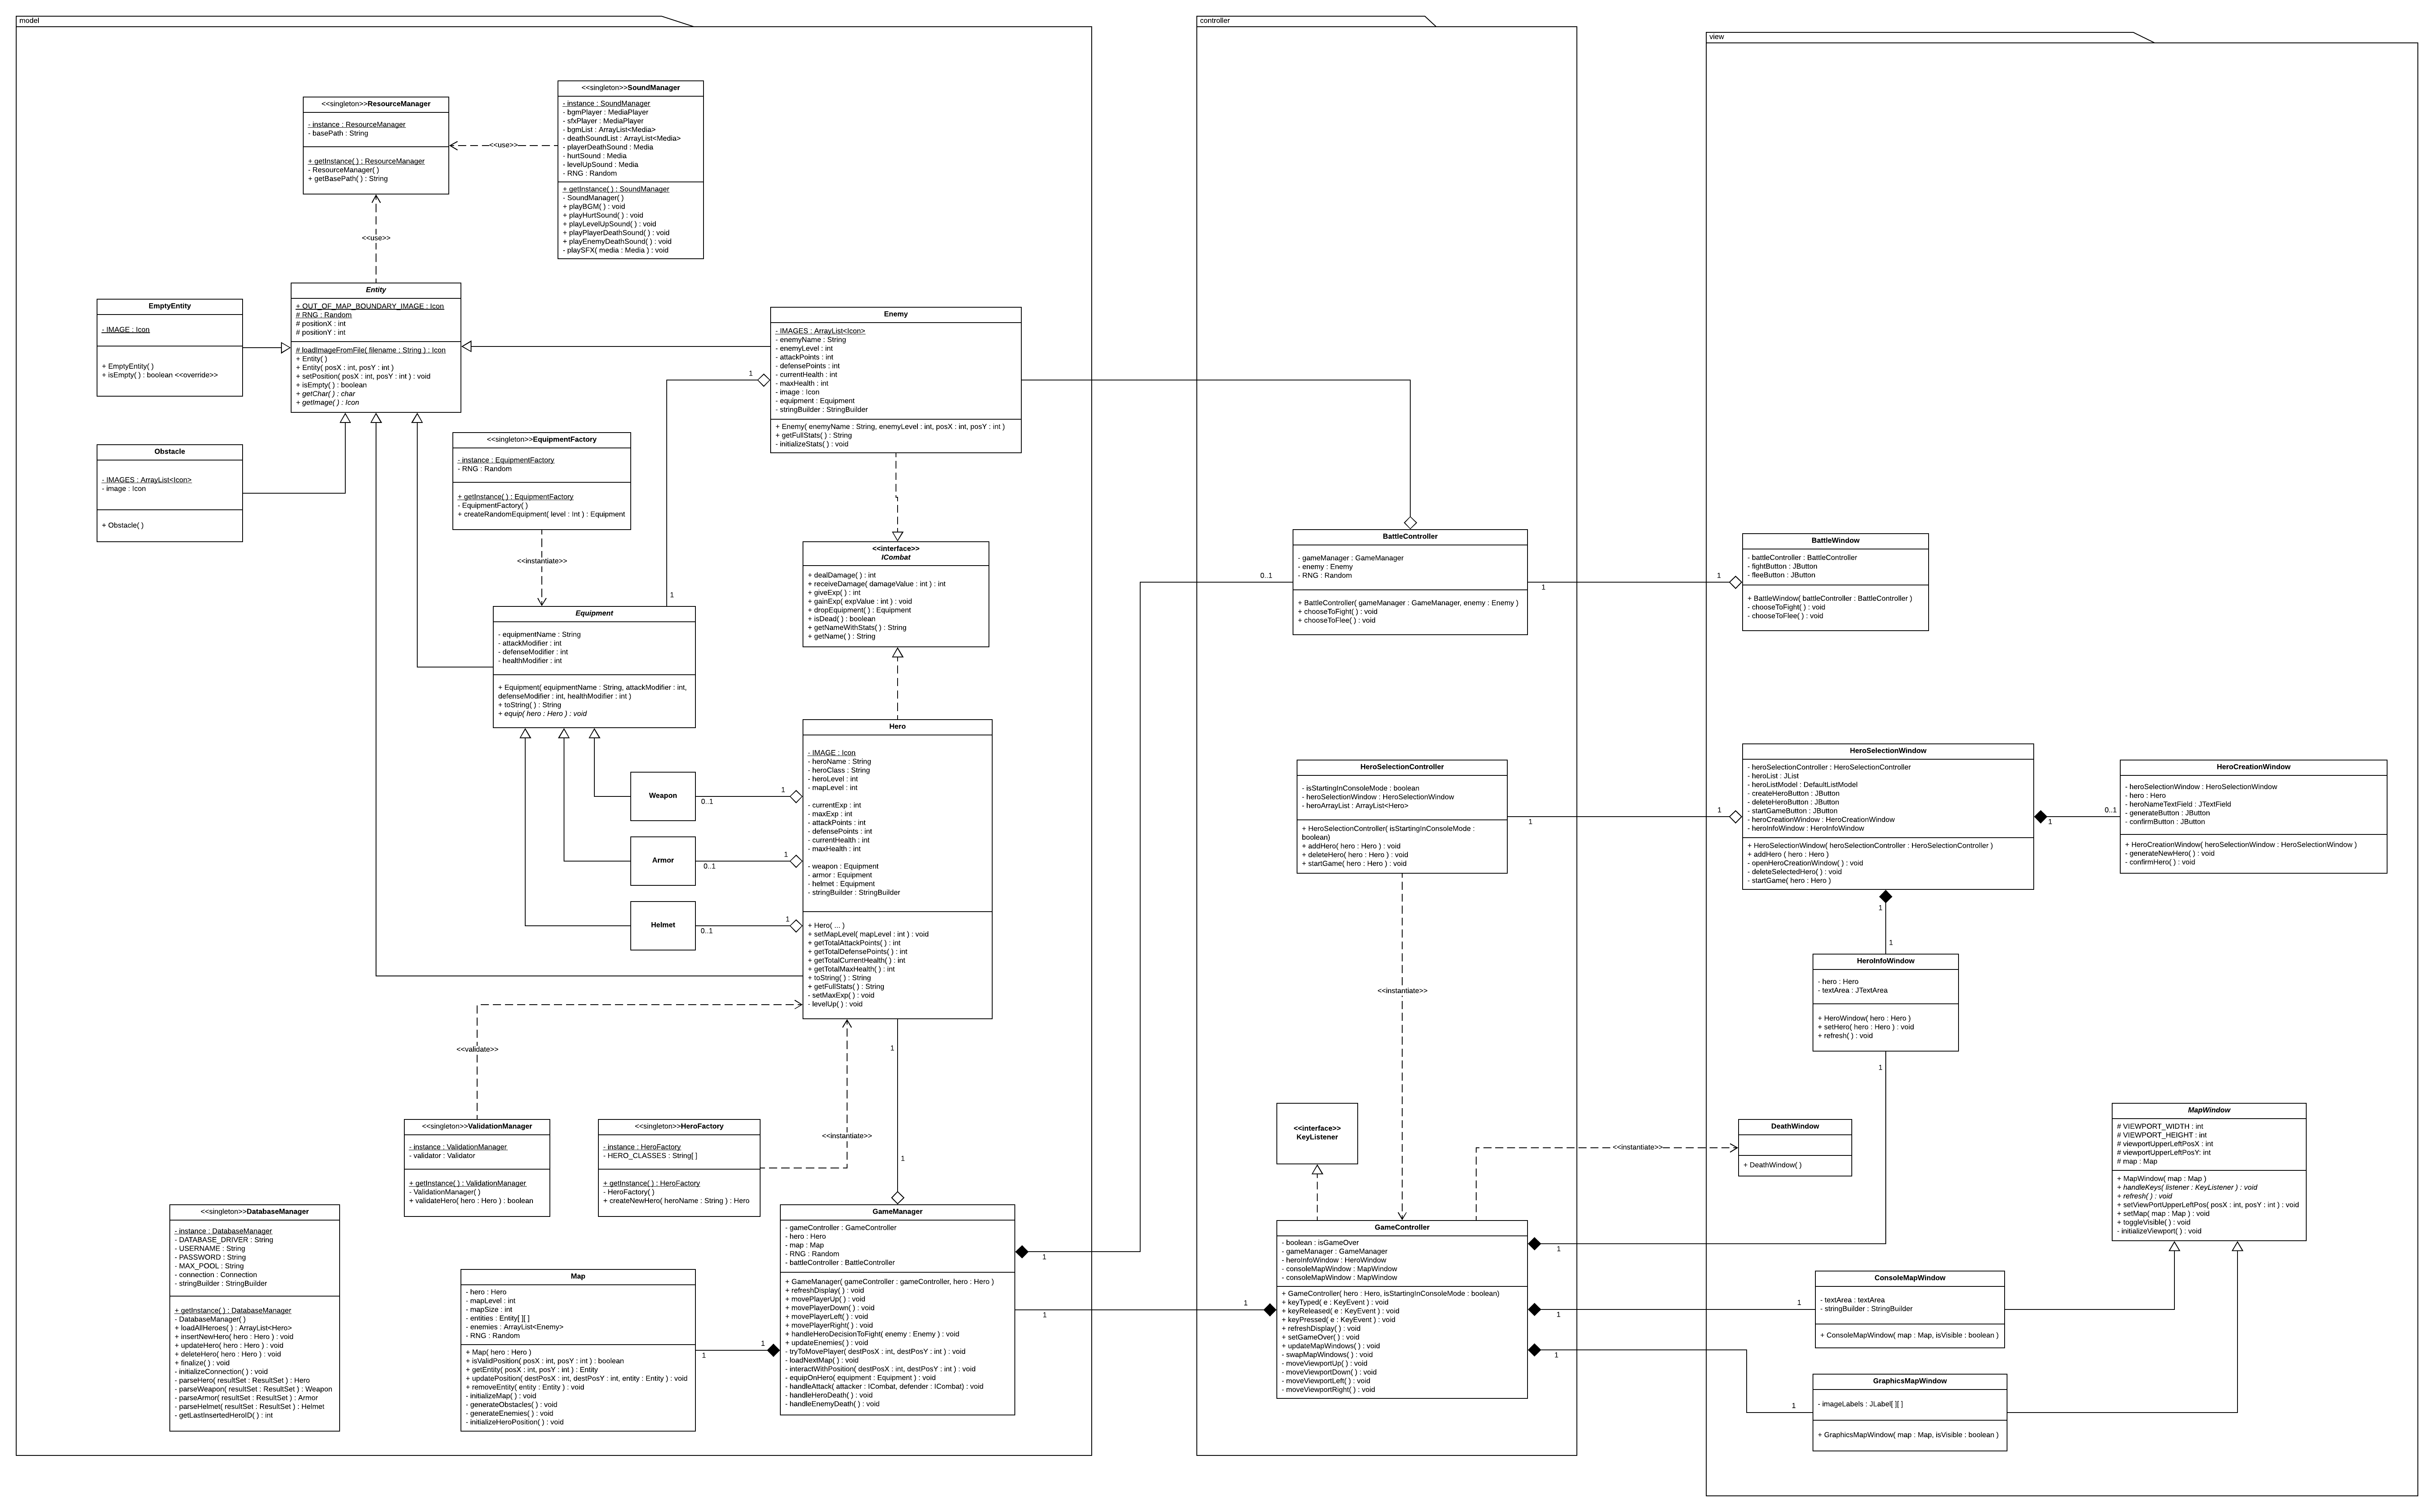 model
<<singleton>>ResourceManager
- instance : ResourceManager
- basePath : String
+ getInstance( ) : ResourceManager
- ResourceManager( )
+ getBasePath( ) : String
<<use>>
<<singleton>>SoundManager
- instance : SoundManager
- bgmPlayer : MediaPlayer
- sfxPlayer : MediaPlayer
- bgmList : ArrayList<Media>
- deathSoundList : ArrayList<Media>
- playerDeathSound : Media
- hurtSound : Media
- levelUpSound : Media
- RNG : Random
+ getInstance( ) : SoundManager
- SoundManager( )
+ playBGM( ) : void
+ playHurtSound( ) : void
+ playLevelUpSound( ) : void
+ playPlayerDeathSound( ) : void
+ playEnemyDeathSound( ) : void
- playSFX( media : Media ) : void
<<use>>
EmptyEntity
- IMAGE : Icon
+ EmptyEntity( )
+ isEmpty( ) : boolean <<override>>
Entity
+ OUT_OF_MAP_BOUNDARY_IMAGE : Icon
# RNG : Random
# positionX : int
# positionY : int
# loadImageFromFile( filename : String ) : Icon
+ Entity( )
+ Entity( posX : int, posY : int )
+ setPosition( posX : int, posY : int ) : void
+ isEmpty( ) : boolean
+ getChar( ) : char
+ getImage( ) : Icon
Enemy
- IMAGES : ArrayList<Icon>
- enemyName : String
- enemyLevel : int
- attackPoints : int
- defensePoints : int
- currentHealth : int
- maxHealth : int
- image : Icon
- equipment : Equipment
- stringBuilder : StringBuilder
+ Enemy( enemyName : String, enemyLevel : int, posX : int, posY : int )
+ getFullStats( ) : String
- initializeStats( ) : void
1
Obstacle
- IMAGES : ArrayList<Icon>
- image : Icon
+ Obstacle( )
<<singleton>>EquipmentFactory
- instance : EquipmentFactory
- RNG : Random
+ getInstance( ) : EquipmentFactory
- EquipmentFactory( )
+ createRandomEquipment( level : Int ) : Equipment
<<instantiate>>
1
Equipment
- equipmentName : String
- attackModifier : int
- defenseModifier : int
- healthModifier : int
+ Equipment( equipmentName : String, attackModifier : int,
defenseModifier : int, healthModifier : int )
+ toString( ) : String
+ equip( hero : Hero ) : void
<<interface>>
ICombat
+ dealDamage( ) : int
+ receiveDamage( damageValue : int ) : int
+ giveExp( ) : int
+ gainExp( expValue : int ) : void
+ dropEquipment( ) : Equipment
+ isDead( ) : boolean
+ getNameWithStats( ) : String
+ getName( ) : String
Weapon
0..1
1
Armor
0..1
1
Helmet
0..1
1
Hero
- IMAGE : Icon
- heroName : String
- heroClass : String
- heroLevel : int
- mapLevel : int
- currentExp : int
- maxExp : int
- attackPoints : int
- defensePoints : int
- currentHealth : int
- maxHealth : int
- weapon : Equipment
- armor : Equipment
- helmet : Equipment
- stringBuilder : StringBuilder
+ Hero( ... )
+ setMapLevel( mapLevel : int ) : void
+ getTotalAttackPoints( ) : int
+ getTotalDefensePoints( ) : int
+ getTotalCurrentHealth( ) : int
+ getTotalMaxHealth( ) : int
+ toString( ) : String
+ getFullStats( ) : String
- setMaxExp( ) : void
- levelUp( ) : void
<<validate>>
<<instantiate>>
1
1
<<singleton>>ValidationManager
- instance : ValidationManager
- validator : Validator
+ getInstance( ) : ValidationManager
- ValidationManager( )
+ validateHero( hero : Hero ) : boolean
<<singleton>>HeroFactory
- instance : HeroFactory
- HERO_CLASSES : String[ ]
+ getInstance( ) : HeroFactory
- HeroFactory( )
+ createNewHero( heroName : String ) : Hero
<<singleton>>DatabaseManager
- instance : DatabaseManager
- DATABASE_DRIVER : String
- USERNAME : String
- PASSWORD : String
- MAX_POOL : String
- connection : Connection
- stringBuilder : StringBuilder
+ getInstance( ) : DatabaseManager
- DatabaseManager( )
+ loadAllHeroes( ) : ArrayList<Hero>
+ insertNewHero( hero : Hero ) : void
+ updateHero( hero : Hero ) : void
+ deleteHero( hero : Hero ) : void
+ finalize( ) : void
- initializeConnection( ) : void
- parseHero( resultSet : ResultSet ) : Hero
- parseWeapon( resultSet : ResultSet ) : Weapon
- parseArmor( resultSet : ResultSet ) : Armor
- parseHelmet( resultSet : ResultSet ) : Helmet
- getLastInsertedHeroID( ) : int
Map
- hero : Hero
- mapLevel : int
- mapSize : int
- entities : Entity[ ][ ]
- enemies : ArrayList<Enemy>
- RNG : Random
+ Map( hero : Hero )
+ isValidPosition( posX : int, posY : int ) : boolean
+ getEntity( posX : int, posY : int ) : Entity
+ updatePosition( destPosX : int, destPosY : int, entity : Entity ) : void
+ removeEntity( entity : Entity ) : void
- initializeMap( ) : void
- generateObstacles( ) : void
- generateEnemies( ) : void
- initializeHeroPosition( ) : void
1
1
GameManager
- gameController : GameController
- hero : Hero
- map : Map
- RNG : Random
- battleController : BattleController
+ GameManager( gameController : gameController, hero : Hero )
+ refreshDisplay( ) : void
+ movePlayerUp( ) : void
+ movePlayerDown( ) : void
+ movePlayerLeft( ) : void
+ movePlayerRight( ) : void
+ handleHeroDecisionToFight( enemy : Enemy ) : void
+ updateEnemies( ) : void
- tryToMovePlayer( destPosX : int, destPosY : int ) : void
- loadNextMap( ) : void
- interactWithPosition( destPosX : int, destPosY : int ) : void
- equipOnHero( equipment : Equipment ) : void
- handleAttack( attacker : ICombat, defender : ICombat) : void
- handleHeroDeath( ) : void
- handleEnemyDeath( ) : void
1
1
controller
BattleController
- gameManager : GameManager
- enemy : Enemy
- RNG : Random
+ BattleController( gameManager : GameManager, enemy : Enemy )
+ chooseToFight( ) : void
+ chooseToFlee( ) : void
0..1
1
HeroSelectionController
- isStartingInConsoleMode : boolean
- heroSelectionWindow : HeroSelectionWindow
- heroArrayList : ArrayList<Hero>
+ HeroSelectionController( isStartingInConsoleMode :
boolean)
+ addHero( hero : Hero ) : void
+ deleteHero( hero : Hero ) : void
+ startGame( hero : Hero ) : void
1
<<instantiate>>
<<interface>>
KeyListener
GameController
- boolean : isGameOver
- gameManager : GameManager
- heroInfoWindow : HeroWindow
- consoleMapWindow : MapWindow
- consoleMapWindow : MapWindow
+ GameController( hero : Hero, isStartingInConsoleMode : boolean)
+ keyTyped( e : KeyEvent ) : void
+ keyReleased( e : KeyEvent ) : void
+ keyPressed( e : KeyEvent ) : void
+ refreshDisplay( ) : void
+ setGameOver( ) : void
+ updateMapWindows( ) : void
- swapMapWindows( ) : void
- moveViewportUp( ) : void
- moveViewportDown( ) : void
- moveViewportLeft( ) : void
- moveViewportRight( ) : void
1
1
1
1
<<instantiate>>
view
BattleWindow
- battleController : BattleController
- fightButton : JButton
- fleeButton : JButton
+ BattleWindow( battleController : BattleController )
- chooseToFight( ) : void
- chooseToFlee( ) : void
1
HeroSelectionWindow
- heroSelectionController : HeroSelectionController
- heroList : JList
- heroListModel : DefaultListModel
- createHeroButton : JButton
- deleteHeroButton : JButton
- startGameButton : JButton
- heroCreationWindow : HeroCreationWindow
- heroInfoWindow : HeroInfoWindow
+ HeroSelectionWindow( heroSelectionController : HeroSelectionController )
+ addHero ( hero : Hero )
- openHeroCreationWindow( ) : void
- deleteSelectedHero( ) : void
- startGame( hero : Hero )
1
1
0..1
HeroCreationWindow
- heroSelectionWindow : HeroSelectionWindow
- hero : Hero
- heroNameTextField : JTextField
- generateButton : JButton
- confirmButton : JButton
+ HeroCreationWindow( heroSelectionWindow : HeroSelectionWindow )
- generateNewHero( ) : void
- confirmHero( ) : void
1
1
HeroInfoWindow
- hero : Hero
- textArea : JTextArea
+ HeroWindow( hero : Hero )
+ setHero( hero : Hero ) : void
+ refresh( ) : void
1
DeathWindow
+ DeathWindow( )
MapWindow
# VIEWPORT_WIDTH : int
# VIEWPORT_HEIGHT : int
# viewportUpperLeftPosX : int
# viewportUpperLeftPosY: int
# map : Map
+ MapWindow( map : Map )
+ handleKeys( listener : KeyListener ) : void
+ refresh( ) : void
+ setViewPortUpperLeftPos( posX : int, posY : int ) : void
+ setMap( map : Map ) : void
+ toggleVisible( ) : void
- initializeViewport( ) : void
ConsoleMapWindow
- textArea : textArea
- stringBuilder : StringBuilder
+ ConsoleMapWindow( map : Map, isVisible : boolean )
1
GraphicsMapWindow
- imageLabels : JLabel[ ][ ]
+ GraphicsMapWindow( map : Map, isVisible : boolean )
1